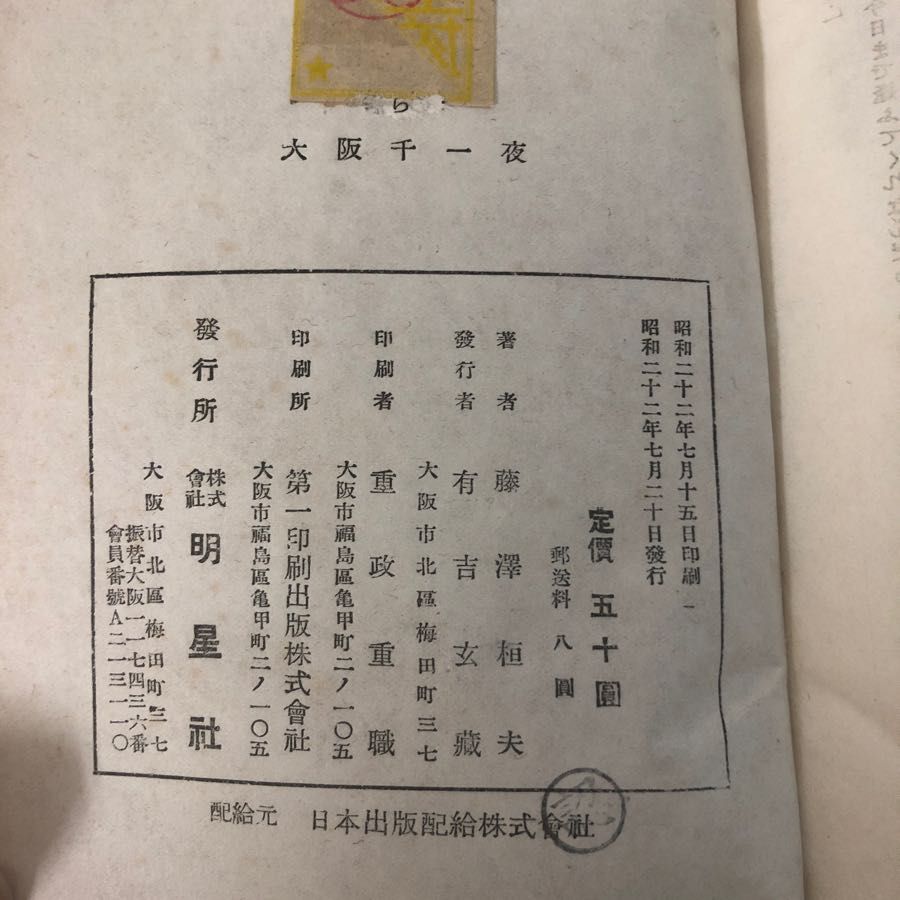 ら
大阪千一夜
昭和二十二年七月十五日印刷
昭和二十二年七月二十日發行
定價 五十圓
郵送料 八圓
著者 藤澤桓夫
發行者 有吉玄藏
大阪市北區梅田町三七
印刷者 重政重職
大阪市福島區亀甲町二ノ一〇五
印刷所 第一印刷出版株式會社
大阪市福島區亀甲町二ノ一〇五
發行所 株式會社 明星社
大阪市北區梅田町三七
振替大阪一一七四三六番
會員番號A二一三一一〇
配給元 日本出版配給株式會社